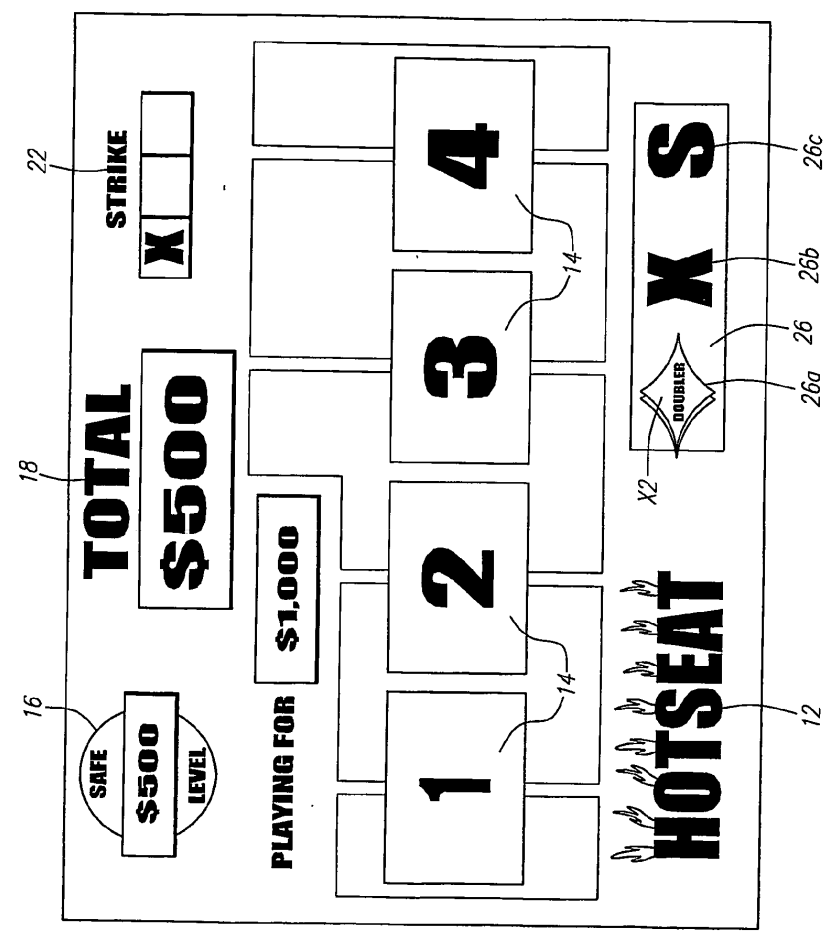 16
18
22
SAFE
$500
LEVEL
TOTAL
$500
STRIKE
X
PLAYING FOR
$1,000
1
2
3
4
14
14
HOTSEAT
X2
DOUBLER
X
S
12
26a
26
26b
26c